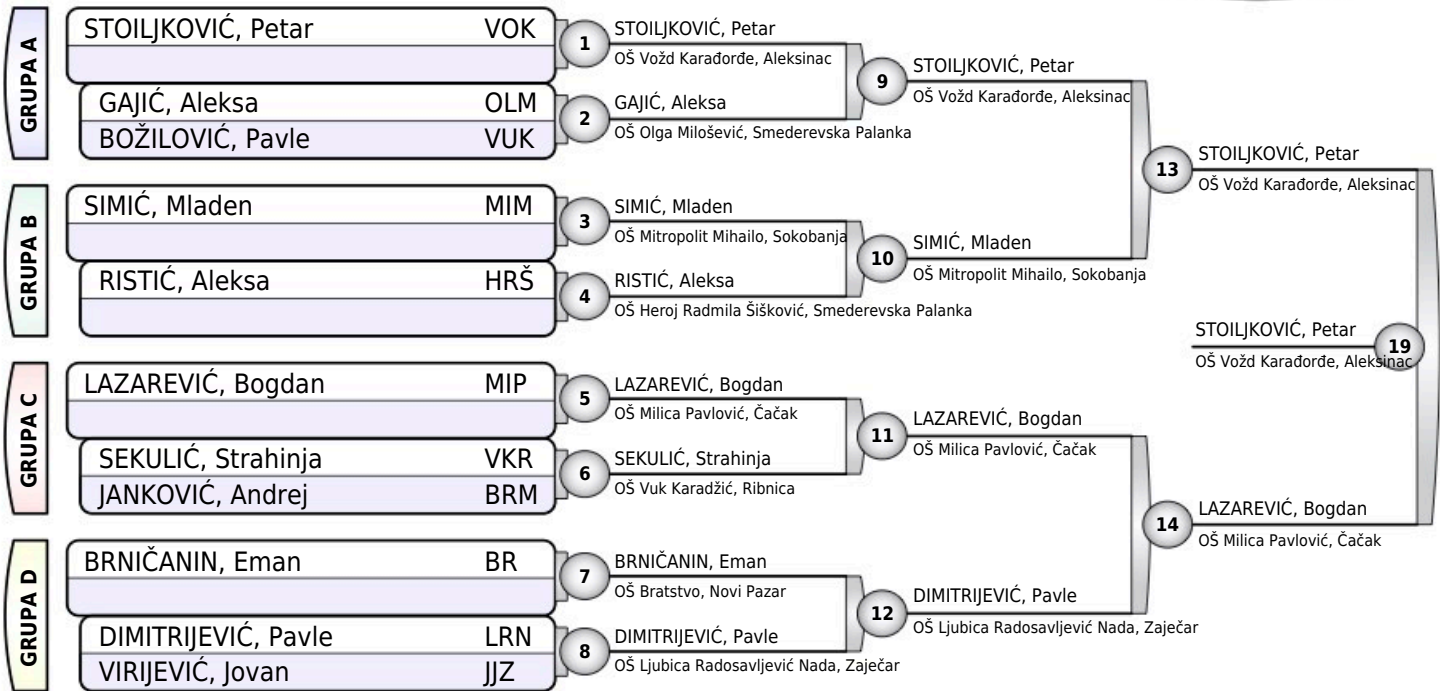 GRUPA A
STOILJKOVIĆ, Petar VOK
GAJIĆ, Aleksa OLM
BOŽILOVIĆ, Pavle VUK
GRUPA B
SIMIĆ, Mladen MIM
RISTIĆ, Aleksa HRŠ
GRUPA C
LAZAREVIĆ, Bogdan MIP
SEKULIĆ, Strahinja VKR
JANKOVIĆ, Andrej BRM
GRUPA D
BRNIČANIN, Eman BR
DIMITRIJEVIĆ, Pavle LRN
VIRIJEVIĆ, Jovan JJZ
1
STOILJKOVIĆ, Petar
OŠ Vožd Karađorđe, Aleksinac
2
GAJIĆ, Aleksa
OŠ Olga Milošević, Smederevska Palanka
3
SIMIĆ, Mladen
OŠ Mitropolit Mihailo, Sokobanja
4
RISTIĆ, Aleksa
OŠ Heroj Radmila Šišković, Smederevska Palanka
5
LAZAREVIĆ, Bogdan
OŠ Milica Pavlović, Čačak
6
SEKULIĆ, Strahinja
OŠ Vuk Karadžić, Ribnica
7
BRNIČANIN, Eman
OŠ Bratstvo, Novi Pazar
8
DIMITRIJEVIĆ, Pavle
OŠ Ljubica Radosavljević Nada, Zaječar
9
STOILJKOVIĆ, Petar
OŠ Vožd Karađorđe, Aleksinac
10
SIMIĆ, Mladen
OŠ Mitropolit Mihailo, Sokobanja
11
LAZAREVIĆ, Bogdan
OŠ Milica Pavlović, Čačak
12
DIMITRIJEVIĆ, Pavle
OŠ Ljubica Radosavljević Nada, Zaječar
13
STOILJKOVIĆ, Petar
OŠ Vožd Karađorđe, Aleksinac
14
LAZAREVIĆ, Bogdan
OŠ Milica Pavlović, Čačak
STOILJKOVIĆ, Petar
19
OŠ Vožd Karađorđe, Aleksinac